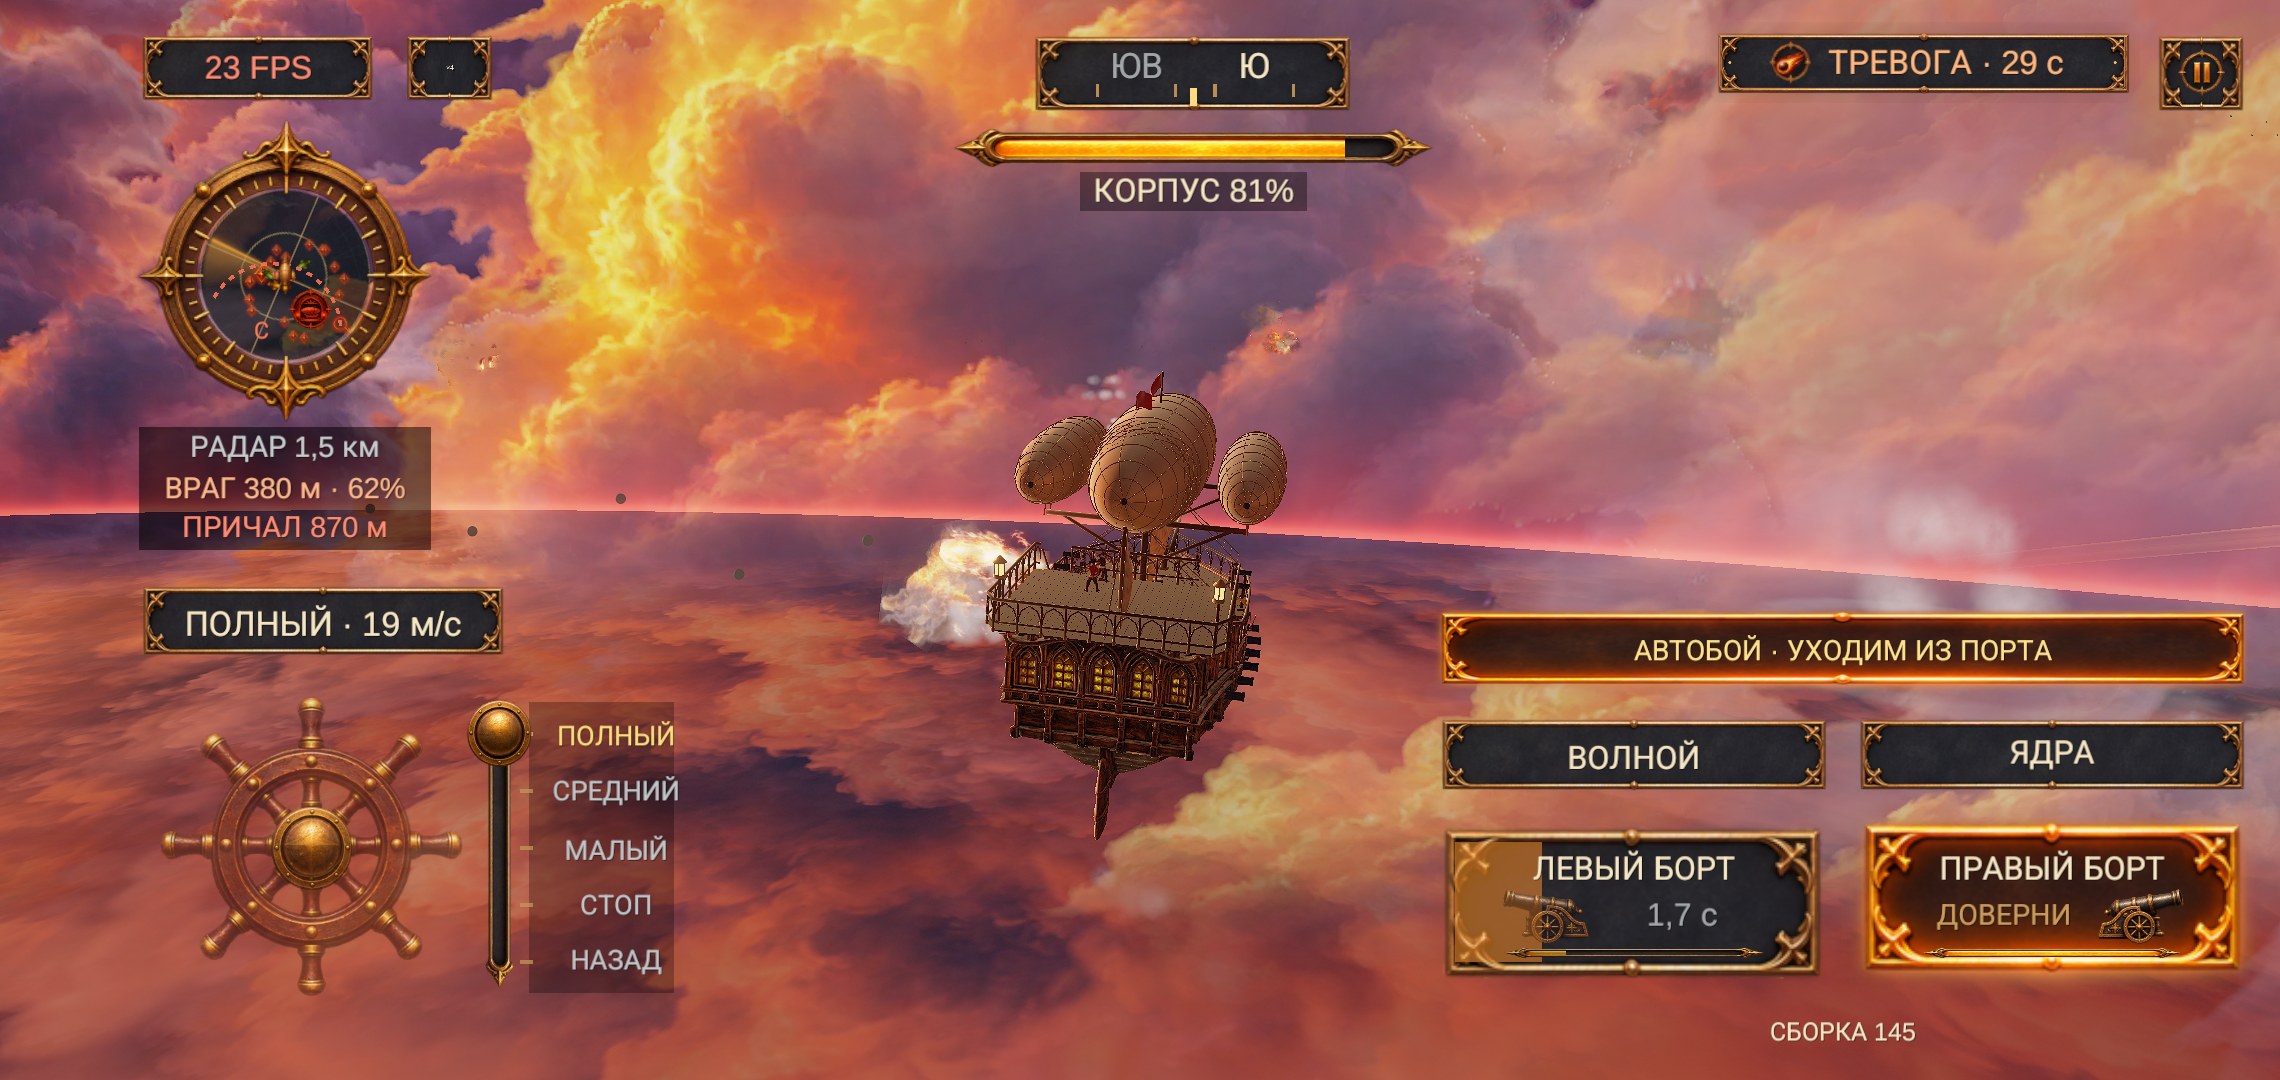 23 FPS
x4
ЮВ Ю
ТРЕВОГА · 29 с
КОРПУС 81%
С
РАДАР 1,5 км
ВРАГ 380 м · 62%
ПРИЧАЛ 870 м
ПОЛНЫЙ · 19 м/с
ПОЛНЫЙ
СРЕДНИЙ
МАЛЫЙ
СТОП
НАЗАД
АВТОБОЙ · УХОДИМ ИЗ ПОРТА
ВОЛНОЙ
ЯДРА
ЛЕВЫЙ БОРТ
1,7 с
ПРАВЫЙ БОРТ
ДОВЕРНИ
СБОРКА 145